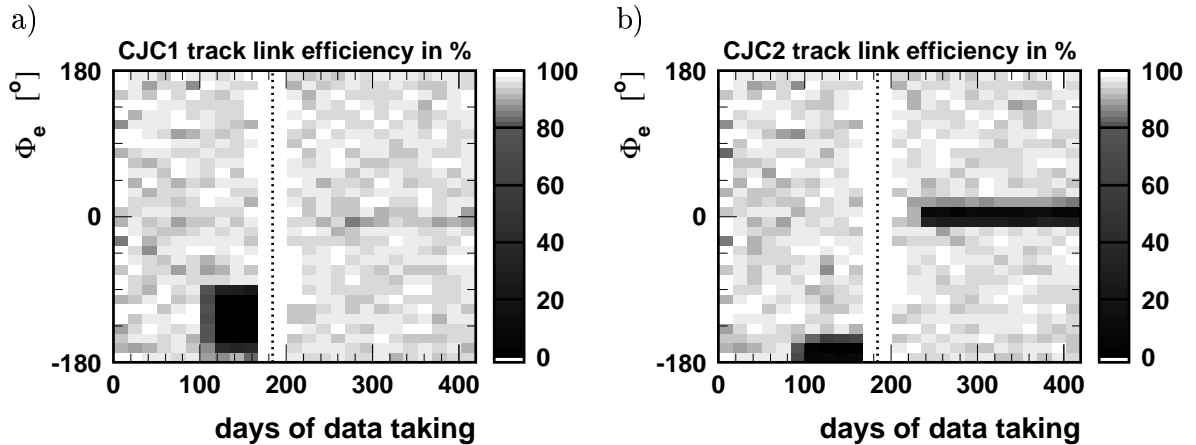 a)
CJC1 track link efficiency in %
Φe [o]
180
0
-180
0 100 200 300 400
days of data taking
100
80
60
40
20
0
b)
CJC2 track link efficiency in %
Φe [o]
180
0
-180
0 100 200 300 400
days of data taking
100
80
60
40
20
0